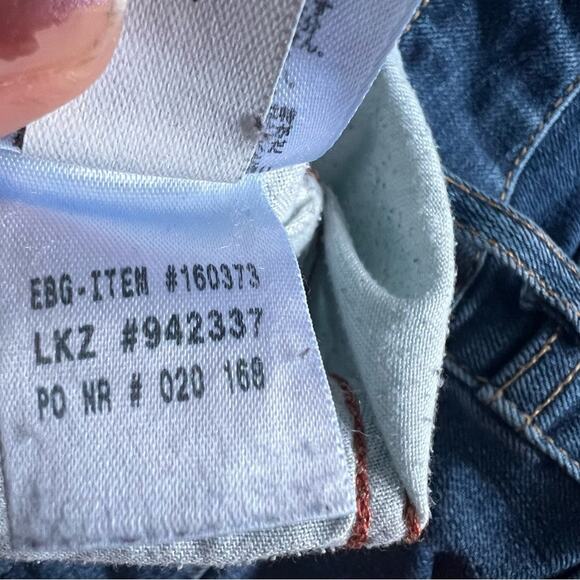 EBG-ITEM #160373
LKZ #942337
PO NR # 020 168